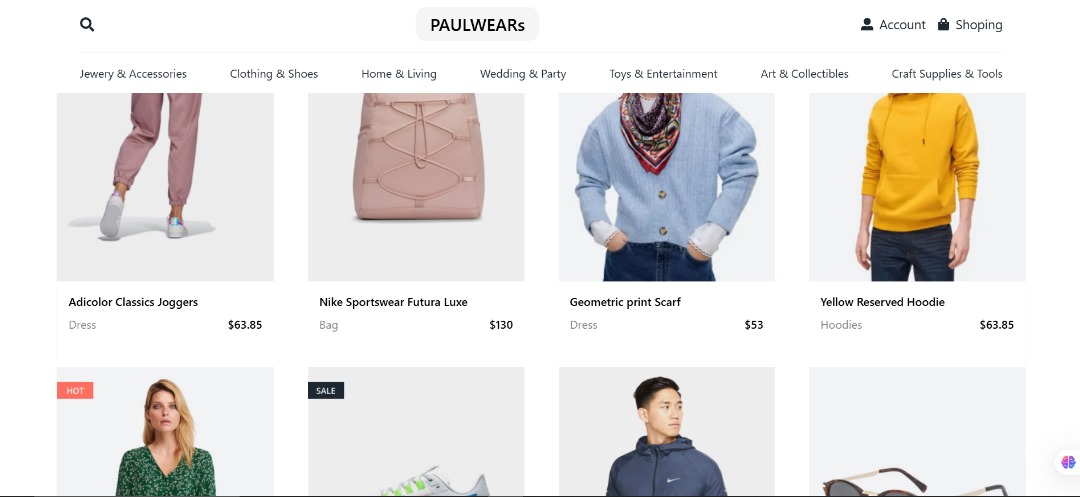 PAULWEARs
Account Shoping
Jewery & Accessories Clothing & Shoes Home & Living Wedding & Party Toys & Entertainment Art & Collectibles Craft Supplies & Tools
Adicolor Classics Joggers
Dress $63.85
Nike Sportswear Futura Luxe
Bag $130
Geometric print Scarf
Dress $53
Yellow Reserved Hoodie
Hoodies $63.85
HOT
SALE